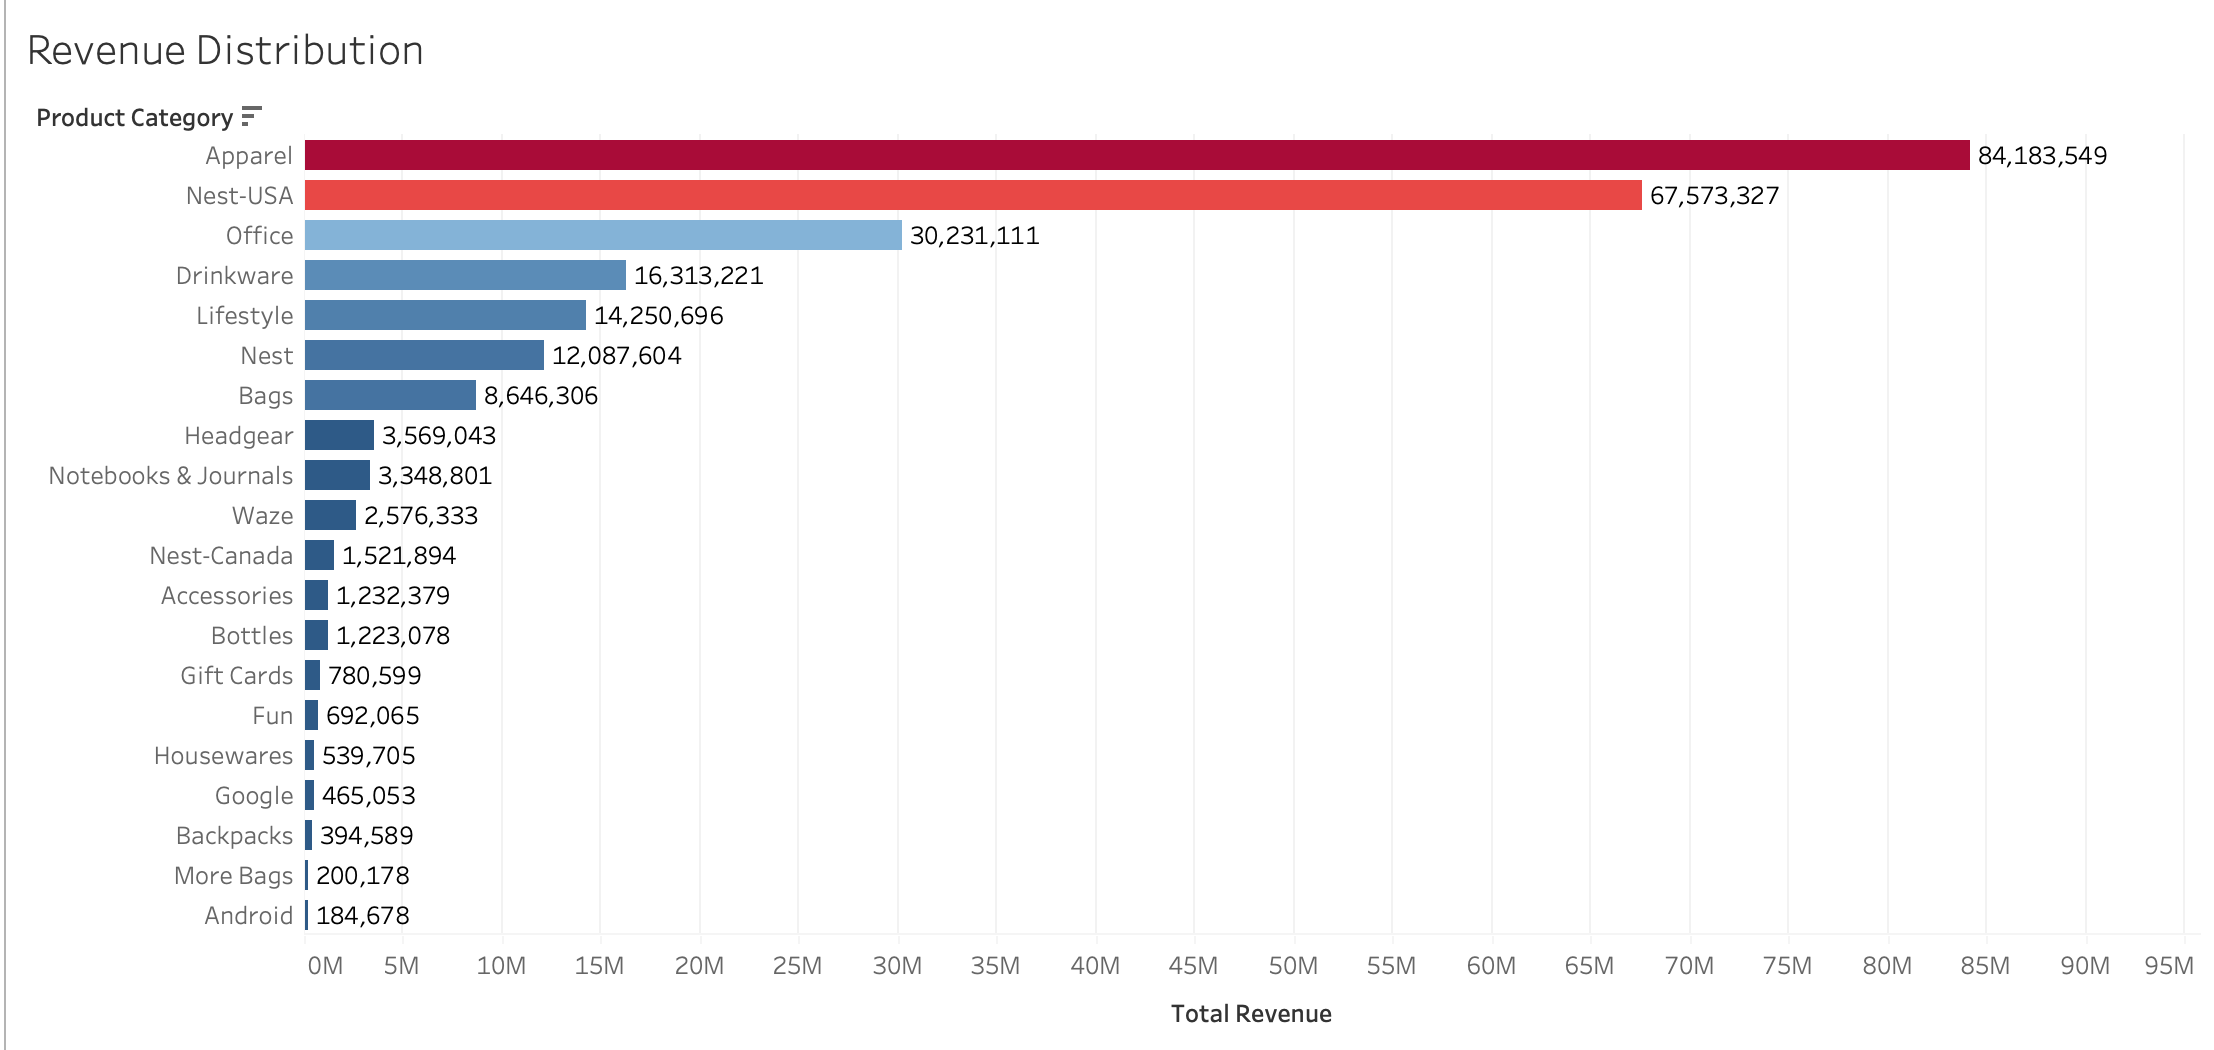 Revenue Distribution
Product Category
Apparel 84,183,549
Nest-USA 67,573,327
Office 30,231,111
Drinkware 16,313,221
Lifestyle 14,250,696
Nest 12,087,604
Bags 8,646,306
Headgear 3,569,043
Notebooks & Journals 3,348,801
Waze 2,576,333
Nest-Canada 1,521,894
Accessories 1,232,379
Bottles 1,223,078
Gift Cards 780,599
Fun 692,065
Housewares 539,705
Google 465,053
Backpacks 394,589
More Bags 200,178
Android 184,678
0M 5M 10M 15M 20M 25M 30M 35M 40M 45M 50M 55M 60M 65M 70M 75M 80M 85M 90M 95M
Total Revenue